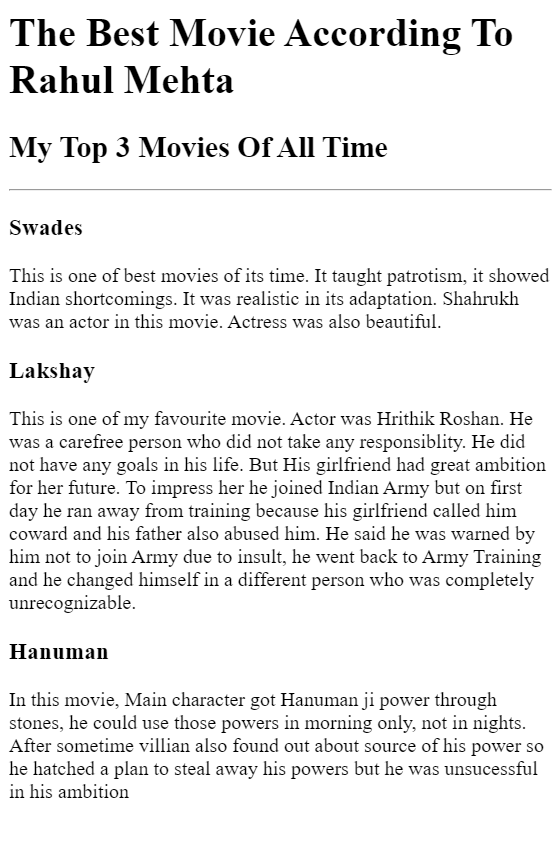 The Best Movie According To
Rahul Mehta
My Top 3 Movies Of All Time
Swades
This is one of best movies of its time. It taught patrotism, it showed
Indian shortcomings. It was realistic in its adaptation. Shahrukh
was an actor in this movie. Actress was also beautiful.
Lakshay
This is one of my favourite movie. Actor was Hrithik Roshan. He
was a carefree person who did not take any responsiblity. He did
not have any goals in his life. But His girlfriend had great ambition
for her future. To impress her he joined Indian Army but on first
day he ran away from training because his girlfriend called him
coward and his father also abused him. He said he was warned by
him not to join Army due to insult, he went back to Army Training
and he changed himself in a different person who was completely
unrecognizable.
Hanuman
In this movie, Main character got Hanuman ji power through
stones, he could use those powers in morning only, not in nights.
After sometime villian also found out about source of his power so
he hatched a plan to steal away his powers but he was unsucessful
in his ambition